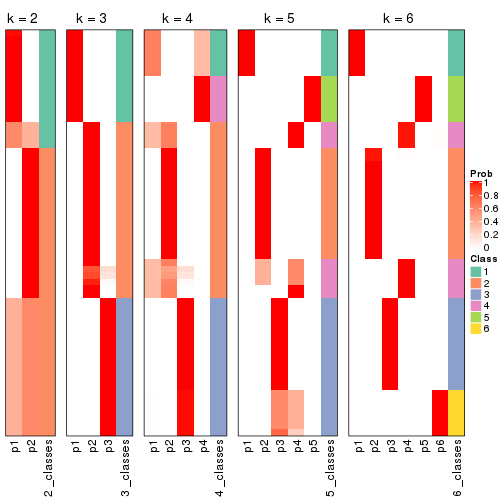 k = 2
k = 3
k = 4
k = 5
k = 6
Prob
1
0.8
0.6
0.4
0.2
0
Class
1
2
3
4
5
6
p1
p2
2_classes
p1
p2
p3
3_classes
p1
p2
p3
p4
4_classes
p1
p2
p3
p4
p5
5_classes
p1
p2
p3
p4
p5
p6
6_classes